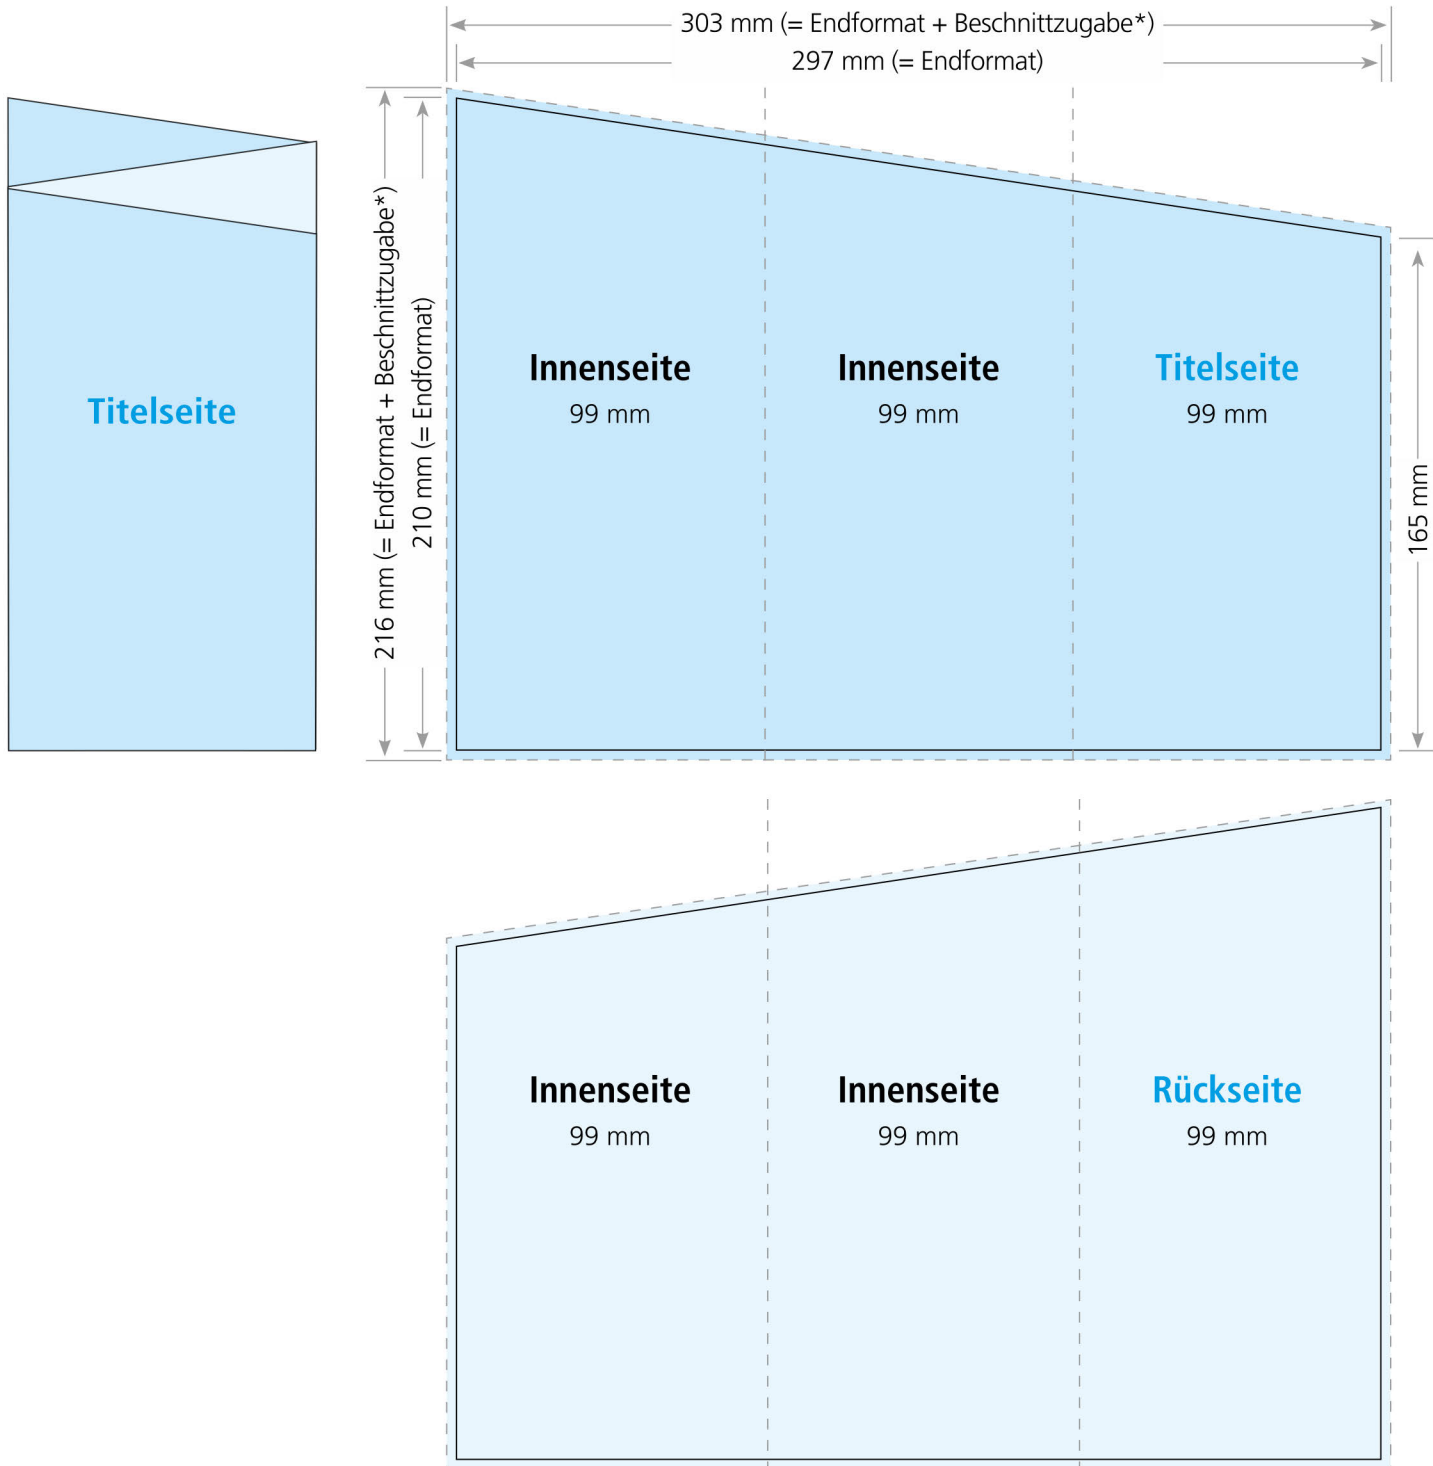 303 mm (= Endformat + Beschnittzugabe*)
297 mm (= Endformat)
216 mm (= Endformat + Beschnittzugabe*)
210 mm (= Endformat)
165 mm
Titelseite
Innenseite
99 mm
Innenseite
99 mm
Titelseite
99 mm
Innenseite
99 mm
Innenseite
99 mm
Rückseite
99 mm